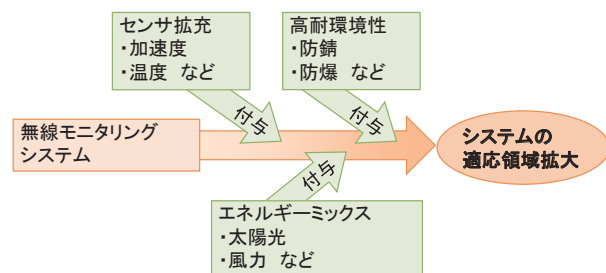 センサ拡充
・加速度
・温度 など
高耐環境性
・防錆
・防爆 など
付与
付与
無線モニタリング
システム
システムの
適応領域拡大
付与
エネルギーミックス
・太陽光
・風力 など